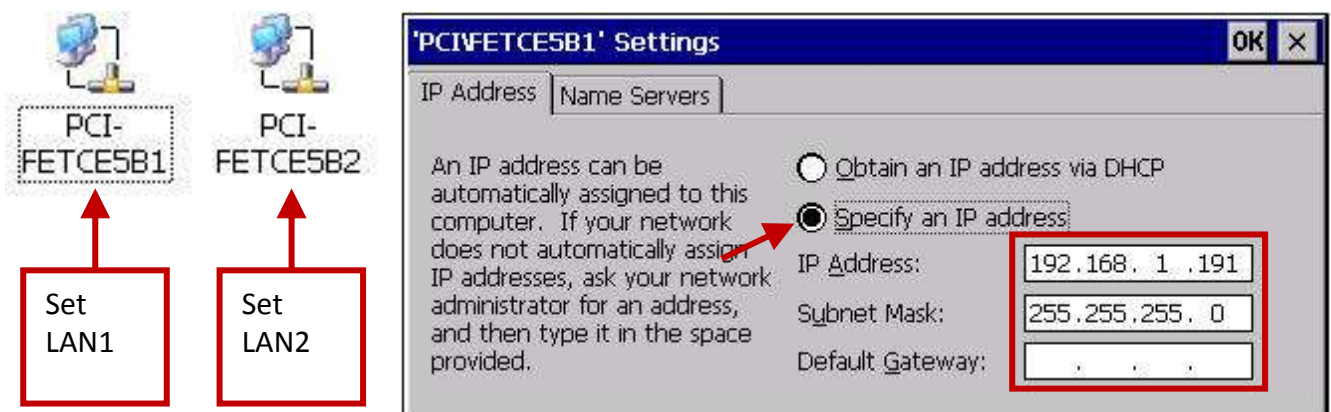 PCI-
FETCE5B1
PCI-
FETCE5B2
Set
LAN1
Set
LAN2
'PCI\FETCE5B1' Settings
OK ×
IP Address
Name Servers
An IP address can be
automatically assigned to this
computer.  If your network
does not automatically assign
IP addresses, ask your network
administrator for an address,
and then type it in the space
provided.
Obtain an IP address via DHCP
Specify an IP address
IP Address: 192.168. 1 .191
Subnet Mask: 255.255.255. 0
Default Gateway: . . .